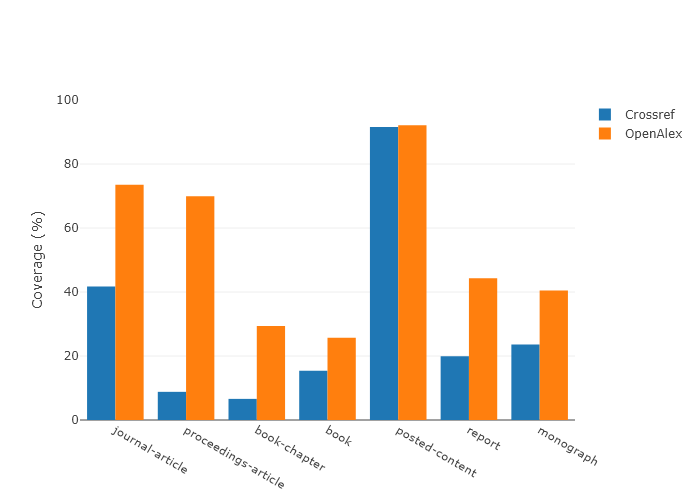 100
80
60
40
20
0
Coverage (%)
journal-article
proceedings-article
book-chapter
book
posted-content
report
monograph
Crossref
OpenAlex